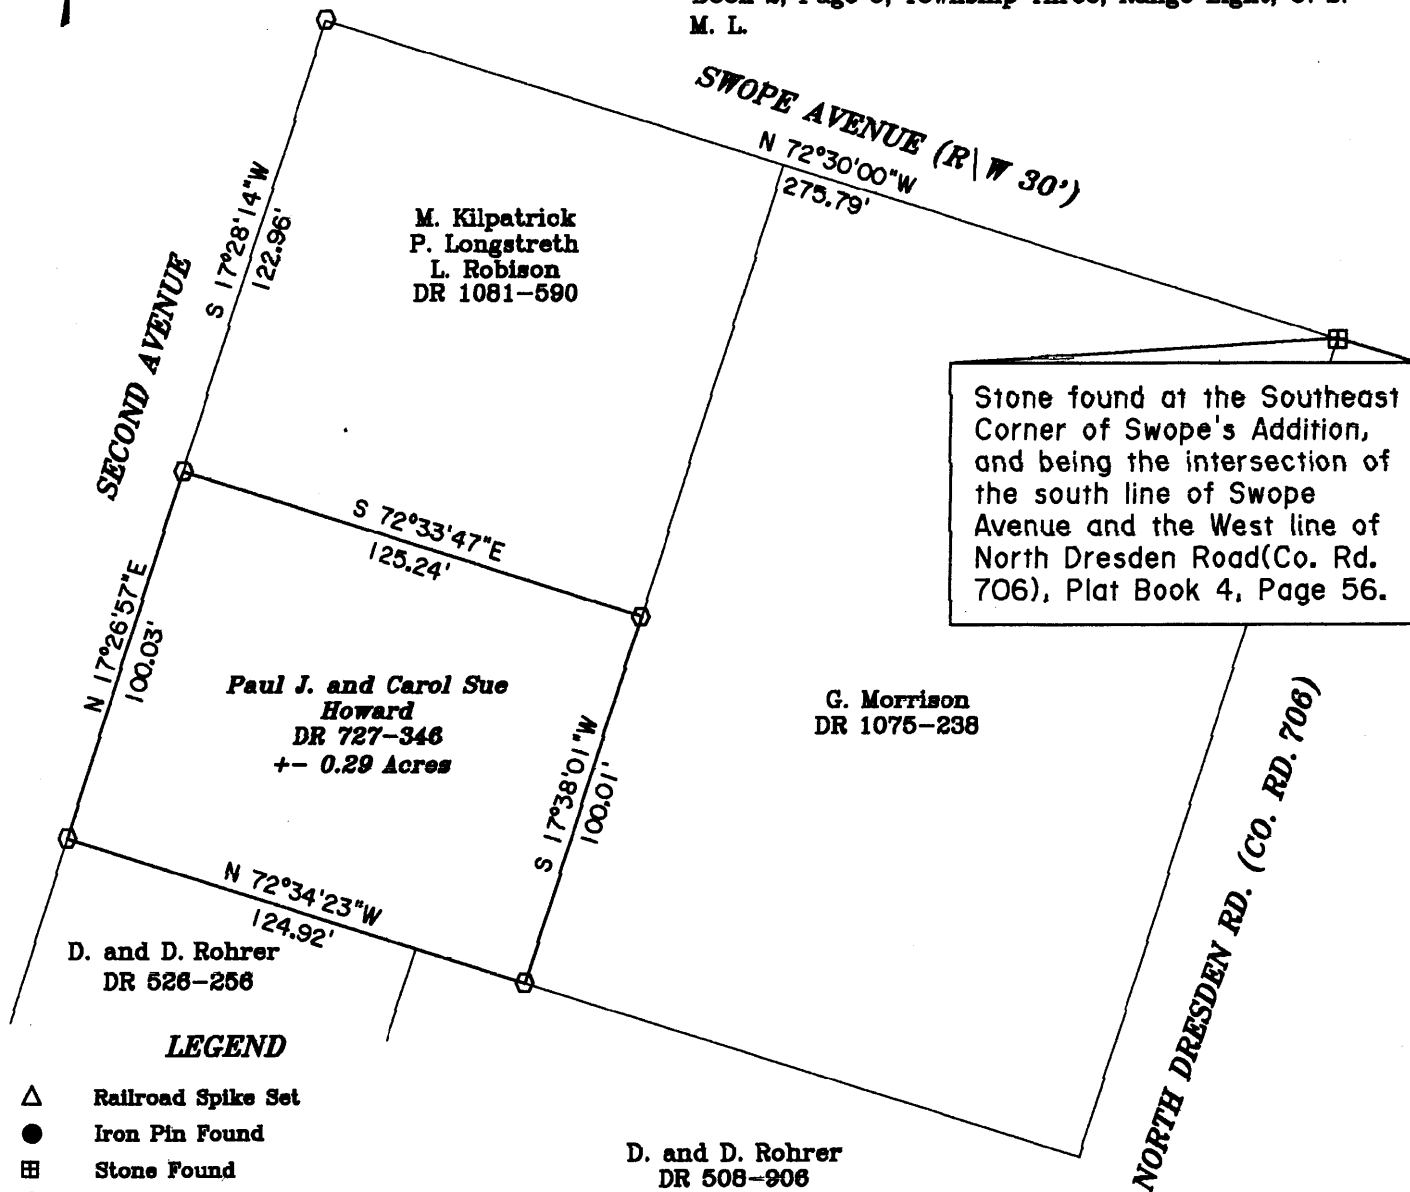 M. L.
SWOPE AVENUE (R\W 30')
N 72°30'00"W
275.79'
S 17°28'14"W
122.96'
M. Kilpatrick
P. Longstreth
L. Robison
DR 1081-590
SECOND AVENUE
Stone found at the Southeast
Corner of Swope's Addition,
and being the intersection of
the south line of Swope
Avenue and the West line of
North Dresden Road(Co. Rd.
706), Plat Book 4, Page 56.
S 72°33'47"E
125.24'
N 17°26'57"E
100.03'
Paul J. and Carol Sue
Howard
DR 727-346
+- 0.29 Acres
G. Morrison
DR 1075-238
S 17°38'01"W
100.01'
NORTH DRESDEN RD. (CO. RD. 706)
N 72°34'23"W
124.92'
D. and D. Rohrer
DR 526-256
LEGEND
Railroad Spike Set
Iron Pin Found
Stone Found
D. and D. Rohrer
DR 508-906